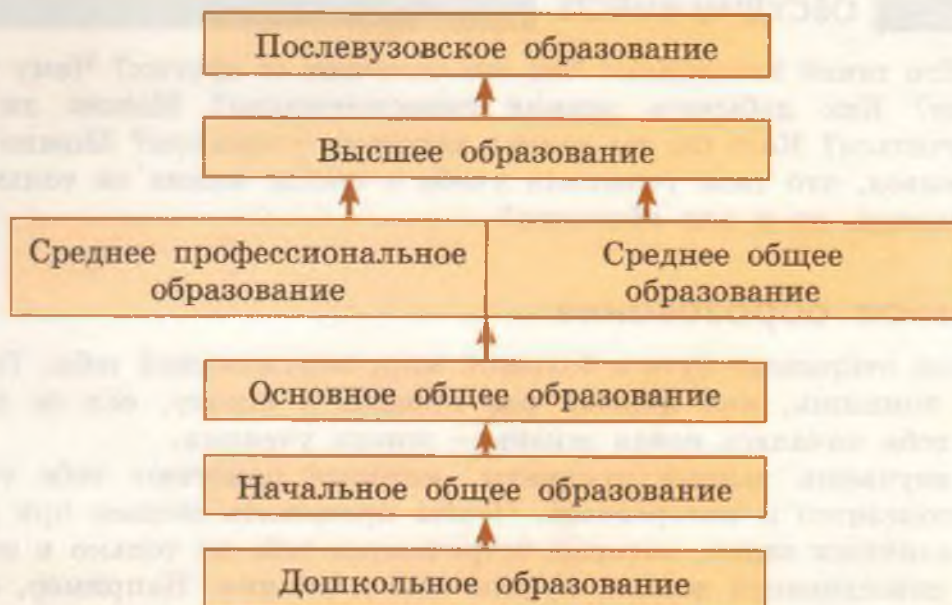 Послевузовское образование
Высшее образование
Среднее профессиональное
образование
Среднее общее
образование
Основное общее образование
Начальное общее образование
Дошкольное образование